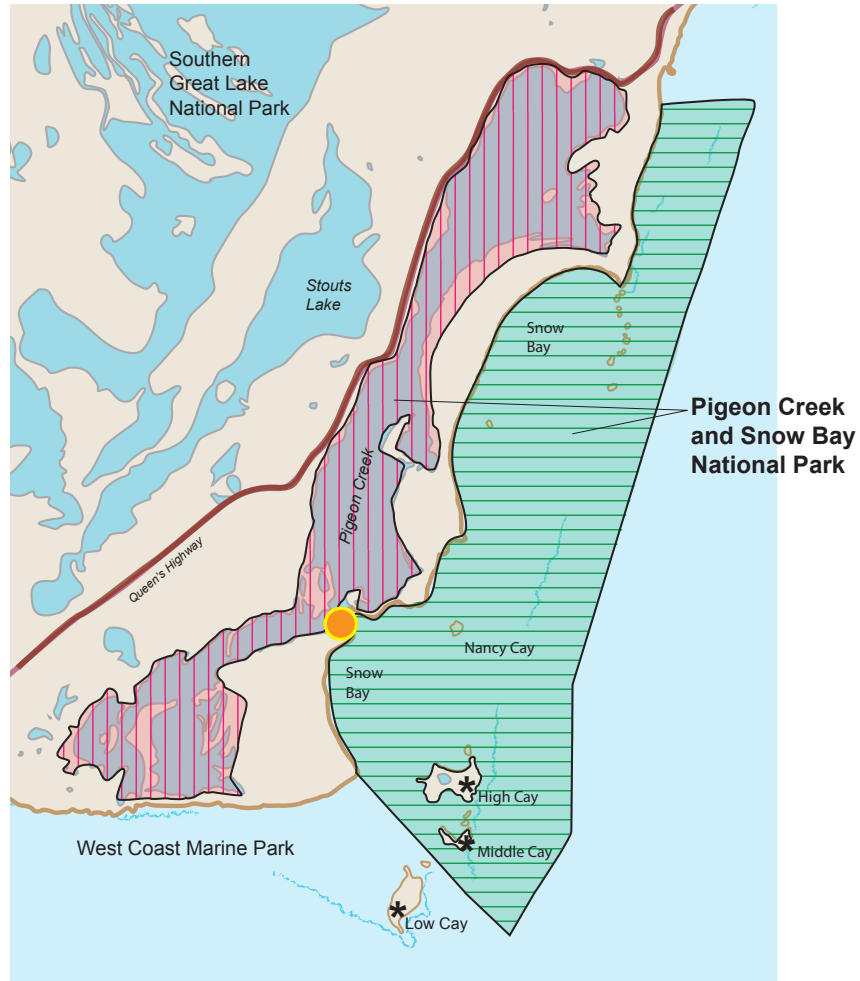 Southern
Great Lake
National Park
Stouts
Lake
Snow
Bay
Pigeon Creek
and Snow Bay
National Park
Pigeon Creek
Queen's Highway
Nancy Cay
Snow
Bay
High Cay
West Coast Marine Park
*
*
Middle Cay
*
Low Cay